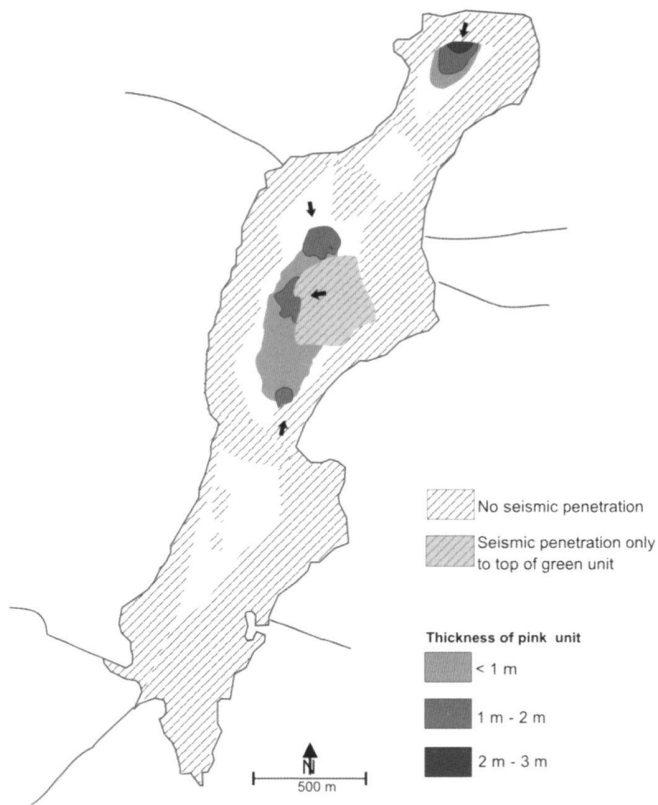 No seismic penetration
Seismic penetration only
to top of green unit
Thickness of pink unit
< 1 m
1 m - 2 m
2 m - 3 m
N
500 m